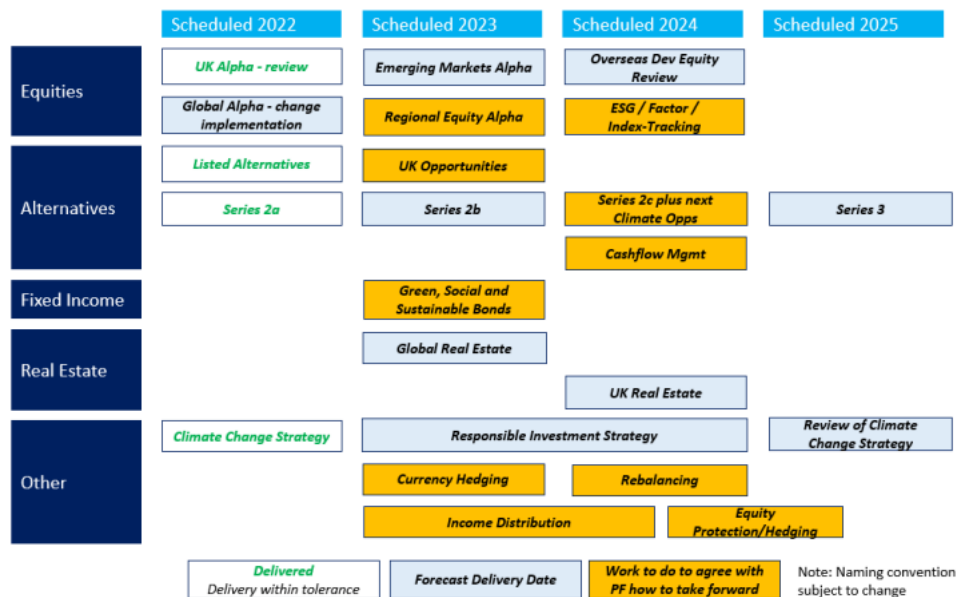 Scheduled 2022
Scheduled 2023
Scheduled 2024
Scheduled 2025
Equities
UK Alpha - review
Emerging Markets Alpha
Overseas Dev Equity
Review
Global Alpha - change
implementation
Regional Equity Alpha
ESG / Factor /
Index-Tracking
Alternatives
Listed Alternatives
UK Opportunities
Series 2a
Series 2b
Series 2c plus next
Climate Opps
Series 3
Cashflow Mgmt
Fixed Income
Green, Social and
Sustainable Bonds
Real Estate
Global Real Estate
UK Real Estate
Other
Climate Change Strategy
Responsible Investment Strategy
Review of Climate
Change Strategy
Currency Hedging
Rebalancing
Income Distribution
Equity
Protection/Hedging
Delivered
Delivery within tolerance
Forecast Delivery Date
Work to do to agree with
PF how to take forward
Note: Naming convention
subject to change